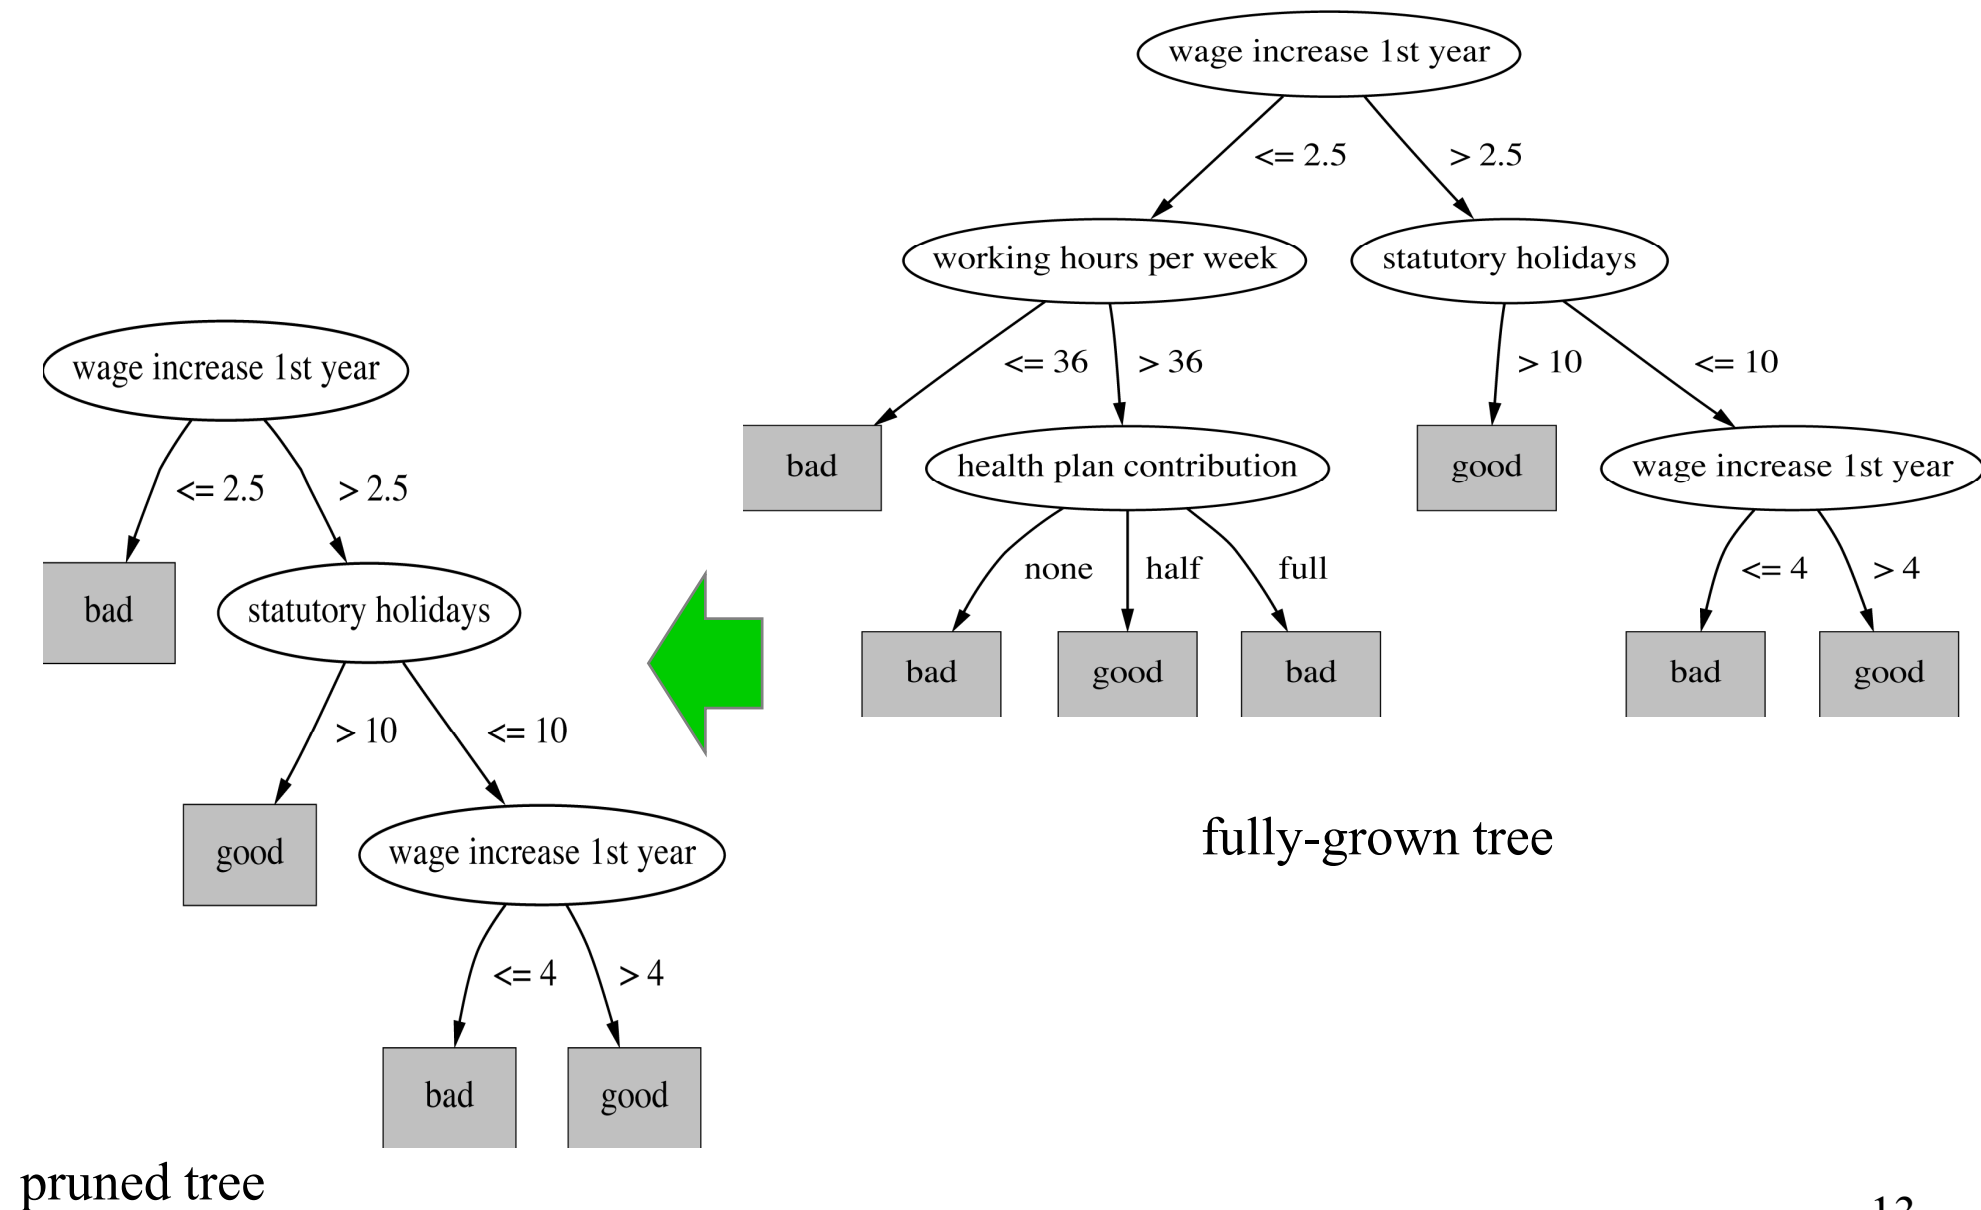 wage increase 1st year
<= 2.5
> 2.5
working hours per week
statutory holidays
<= 36
> 36
> 10
<= 10
bad
health plan contribution
good
wage increase 1st year
none
half
full
<= 4
> 4
bad
good
bad
bad
good
fully-grown tree
wage increase 1st year
<= 2.5
> 2.5
bad
statutory holidays
> 10
<= 10
good
wage increase 1st year
<= 4
> 4
bad
good
pruned tree